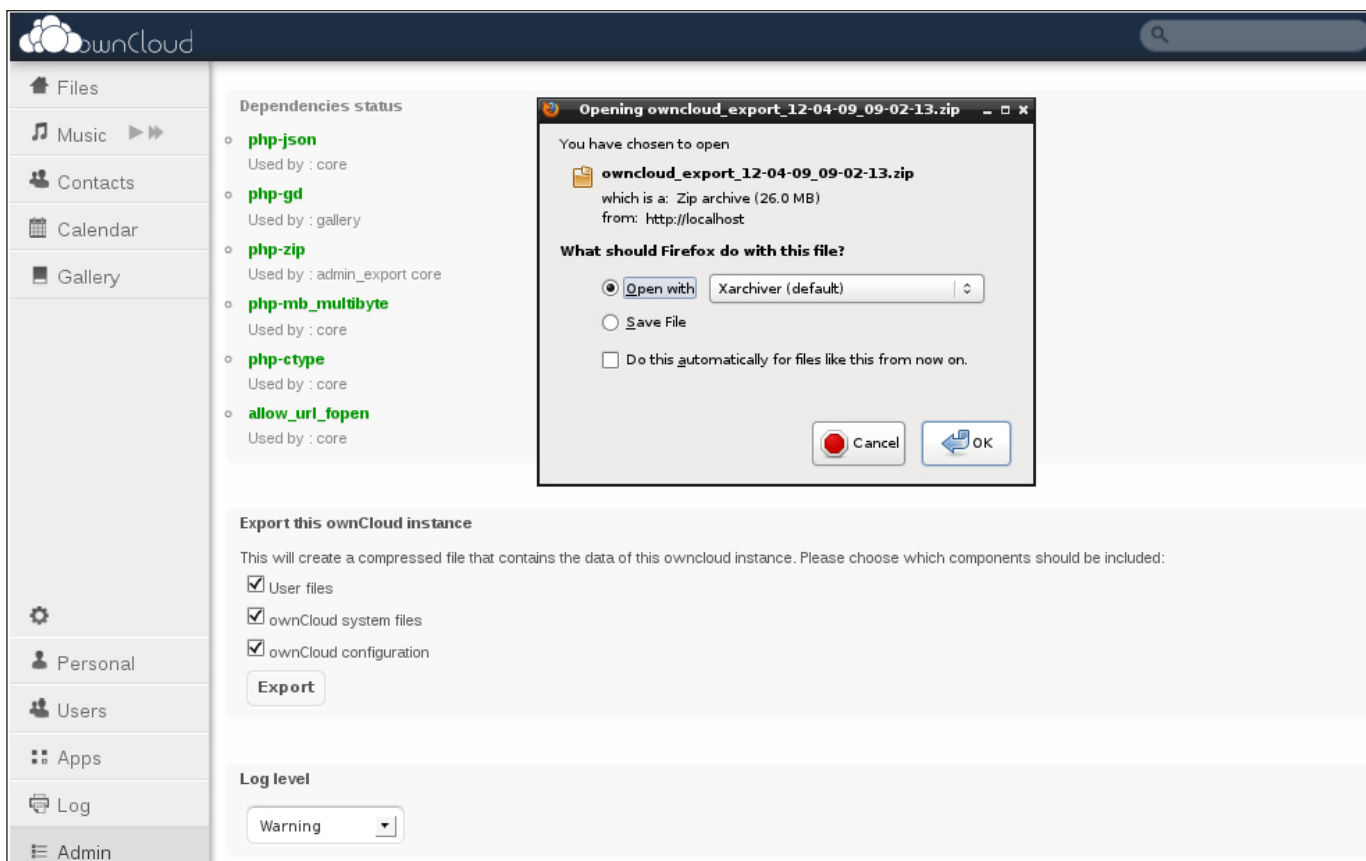 ownCloud
Files
Music
Contacts
Calendar
Gallery
Personal
Users
Apps
Log
Admin
Dependencies status
php-json
Used by : core
php-gd
Used by : gallery
php-zip
Used by : admin_export core
php-mb_multibyte
Used by : core
php-ctype
Used by : core
allow_url_fopen
Used by : core
Opening owncloud_export_12-04-09_09-02-13.zip
You have chosen to open
owncloud_export_12-04-09_09-02-13.zip
which is a: Zip archive (26.0 MB)
from: http://localhost
What should Firefox do with this file?
Open with Xarchiver (default)
Save File
Do this automatically for files like this from now on.
Cancel OK
Export this ownCloud instance
This will create a compressed file that contains the data of this owncloud instance. Please choose which components should be included:
User files
ownCloud system files
ownCloud configuration
Export
Log level
Warning